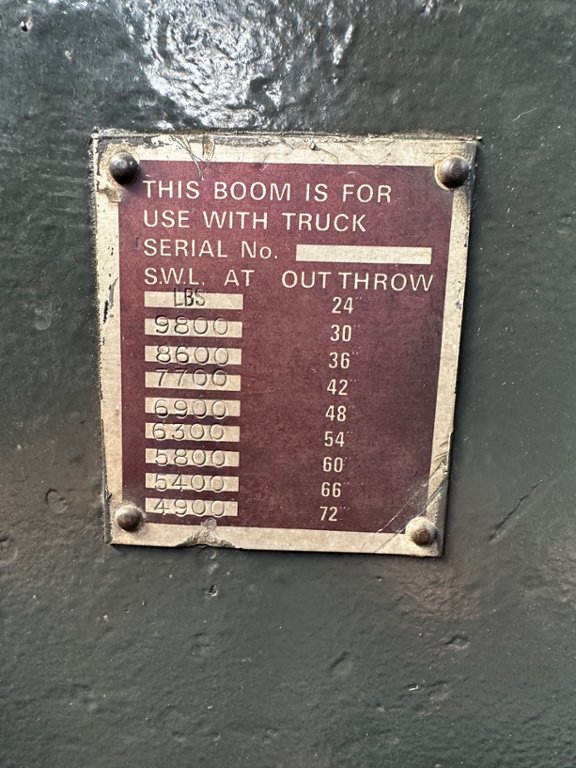 THIS BOOM IS FOR
USE WITH TRUCK
SERIAL No.
S.W.L. AT OUT THROW
LBS 24"
9800 30"
8600 36"
7700 42"
6900 48"
6300 54"
5800 60"
5400 66"
4900 72"